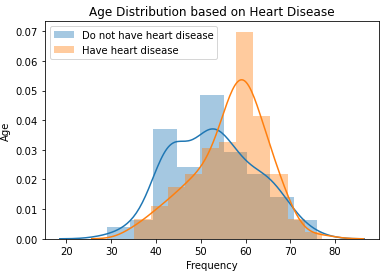 Age Distribution based on Heart Disease
Do not have heart disease
Have heart disease
0.07
0.06
0.05
0.04
0.03
0.02
0.01
0.00
Age
20 30 40 50 60 70 80
Frequency